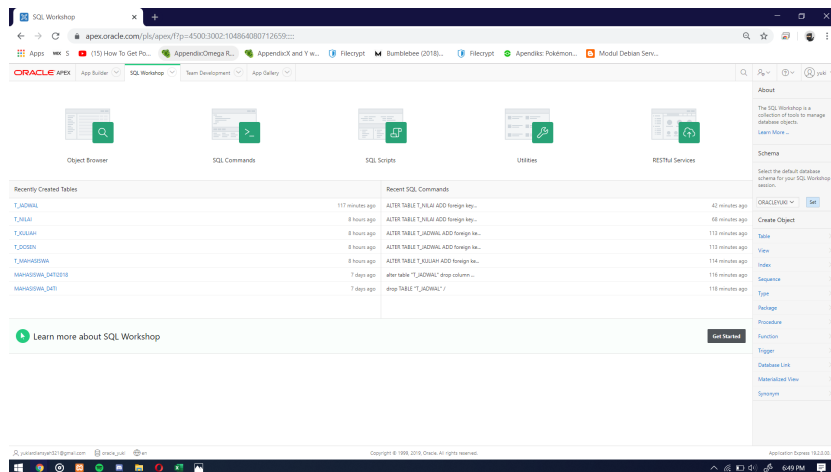 SQL Workshop
apex.oracle.com/pls/apex/f?p=4500:3002:104864080712659::::
Apps
S
(15) How To Get Po...
Appendix:Omega R...
Appendix:X and Y w...
Filecrypt
Bumblebee (2018)...
Filecrypt
Apendiks: Pokémon...
Modul Debian Serv...
ORACLE APEX App Builder SQL Workshop Team Development App Gallery yuki
Object Browser
SQL Commands
SQL Scripts
Utilities
RESTful Services
Recently Created Tables
T_JADWAL 117 minutes ago
T_NILAI 8 hours ago
T_KULIAH 8 hours ago
T_DOSEN 8 hours ago
T_MAHASISWA 8 hours ago
MAHASISWA_D4TI2018 7 days ago
MAHASISWA_D4TI 7 days ago
Recent SQL Commands
ALTER TABLE T_NILAI ADD foreign key... 42 minutes ago
ALTER TABLE T_NILAI ADD foreign key... 68 minutes ago
ALTER TABLE T_JADWAL ADD foreign ke... 113 minutes ago
ALTER TABLE T_JADWAL ADD foreign ke... 113 minutes ago
ALTER TABLE T_KULIAH ADD foreign ke... 114 minutes ago
alter table "T_JADWAL" drop column ... 116 minutes ago
drop TABLE "T_JADWAL" / 118 minutes ago
Learn more about SQL Workshop
Get Started
About
The SQL Workshop is a
collection of tools to manage
database objects.
Learn More ...
Schema
Select the default database
schema for your SQL Workshop
session.
ORACLEYUKI Set
Create Object
Table
View
Index
Sequence
Type
Package
Procedure
Function
Trigger
Database Link
Materialized View
Synonym
oracle_yuki en
Copyright © 1999, 2019, Oracle. All rights reserved.
Application Express 19.2.0.00
6:49 PM